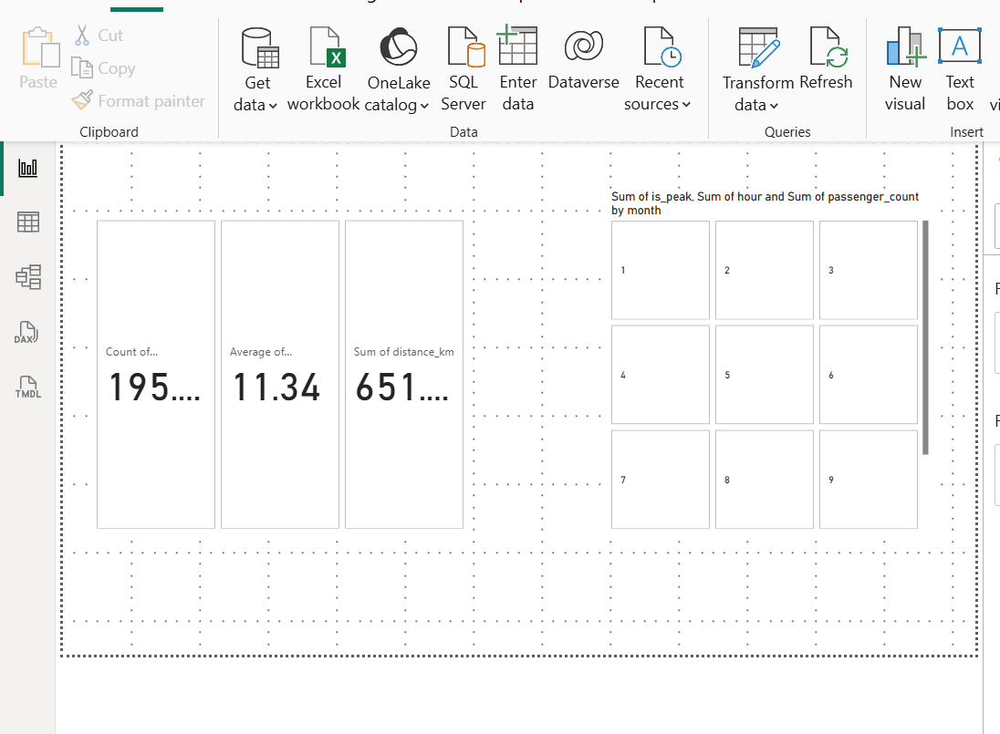 Cut
Copy
Format painter
Paste
Clipboard
Get
data
Excel
workbook
OneLake
catalog
SQL
Server
Enter
data
Dataverse
Recent
sources
Data
Transform
data
Refresh
Queries
New
visual
Text
box
Insert
DAX
TMDL
Count of...
195....
Average of...
11.34
Sum of distance_km
651....
Sum of is_peak, Sum of hour and Sum of passenger_count
by month
1
2
3
4
5
6
7
8
9